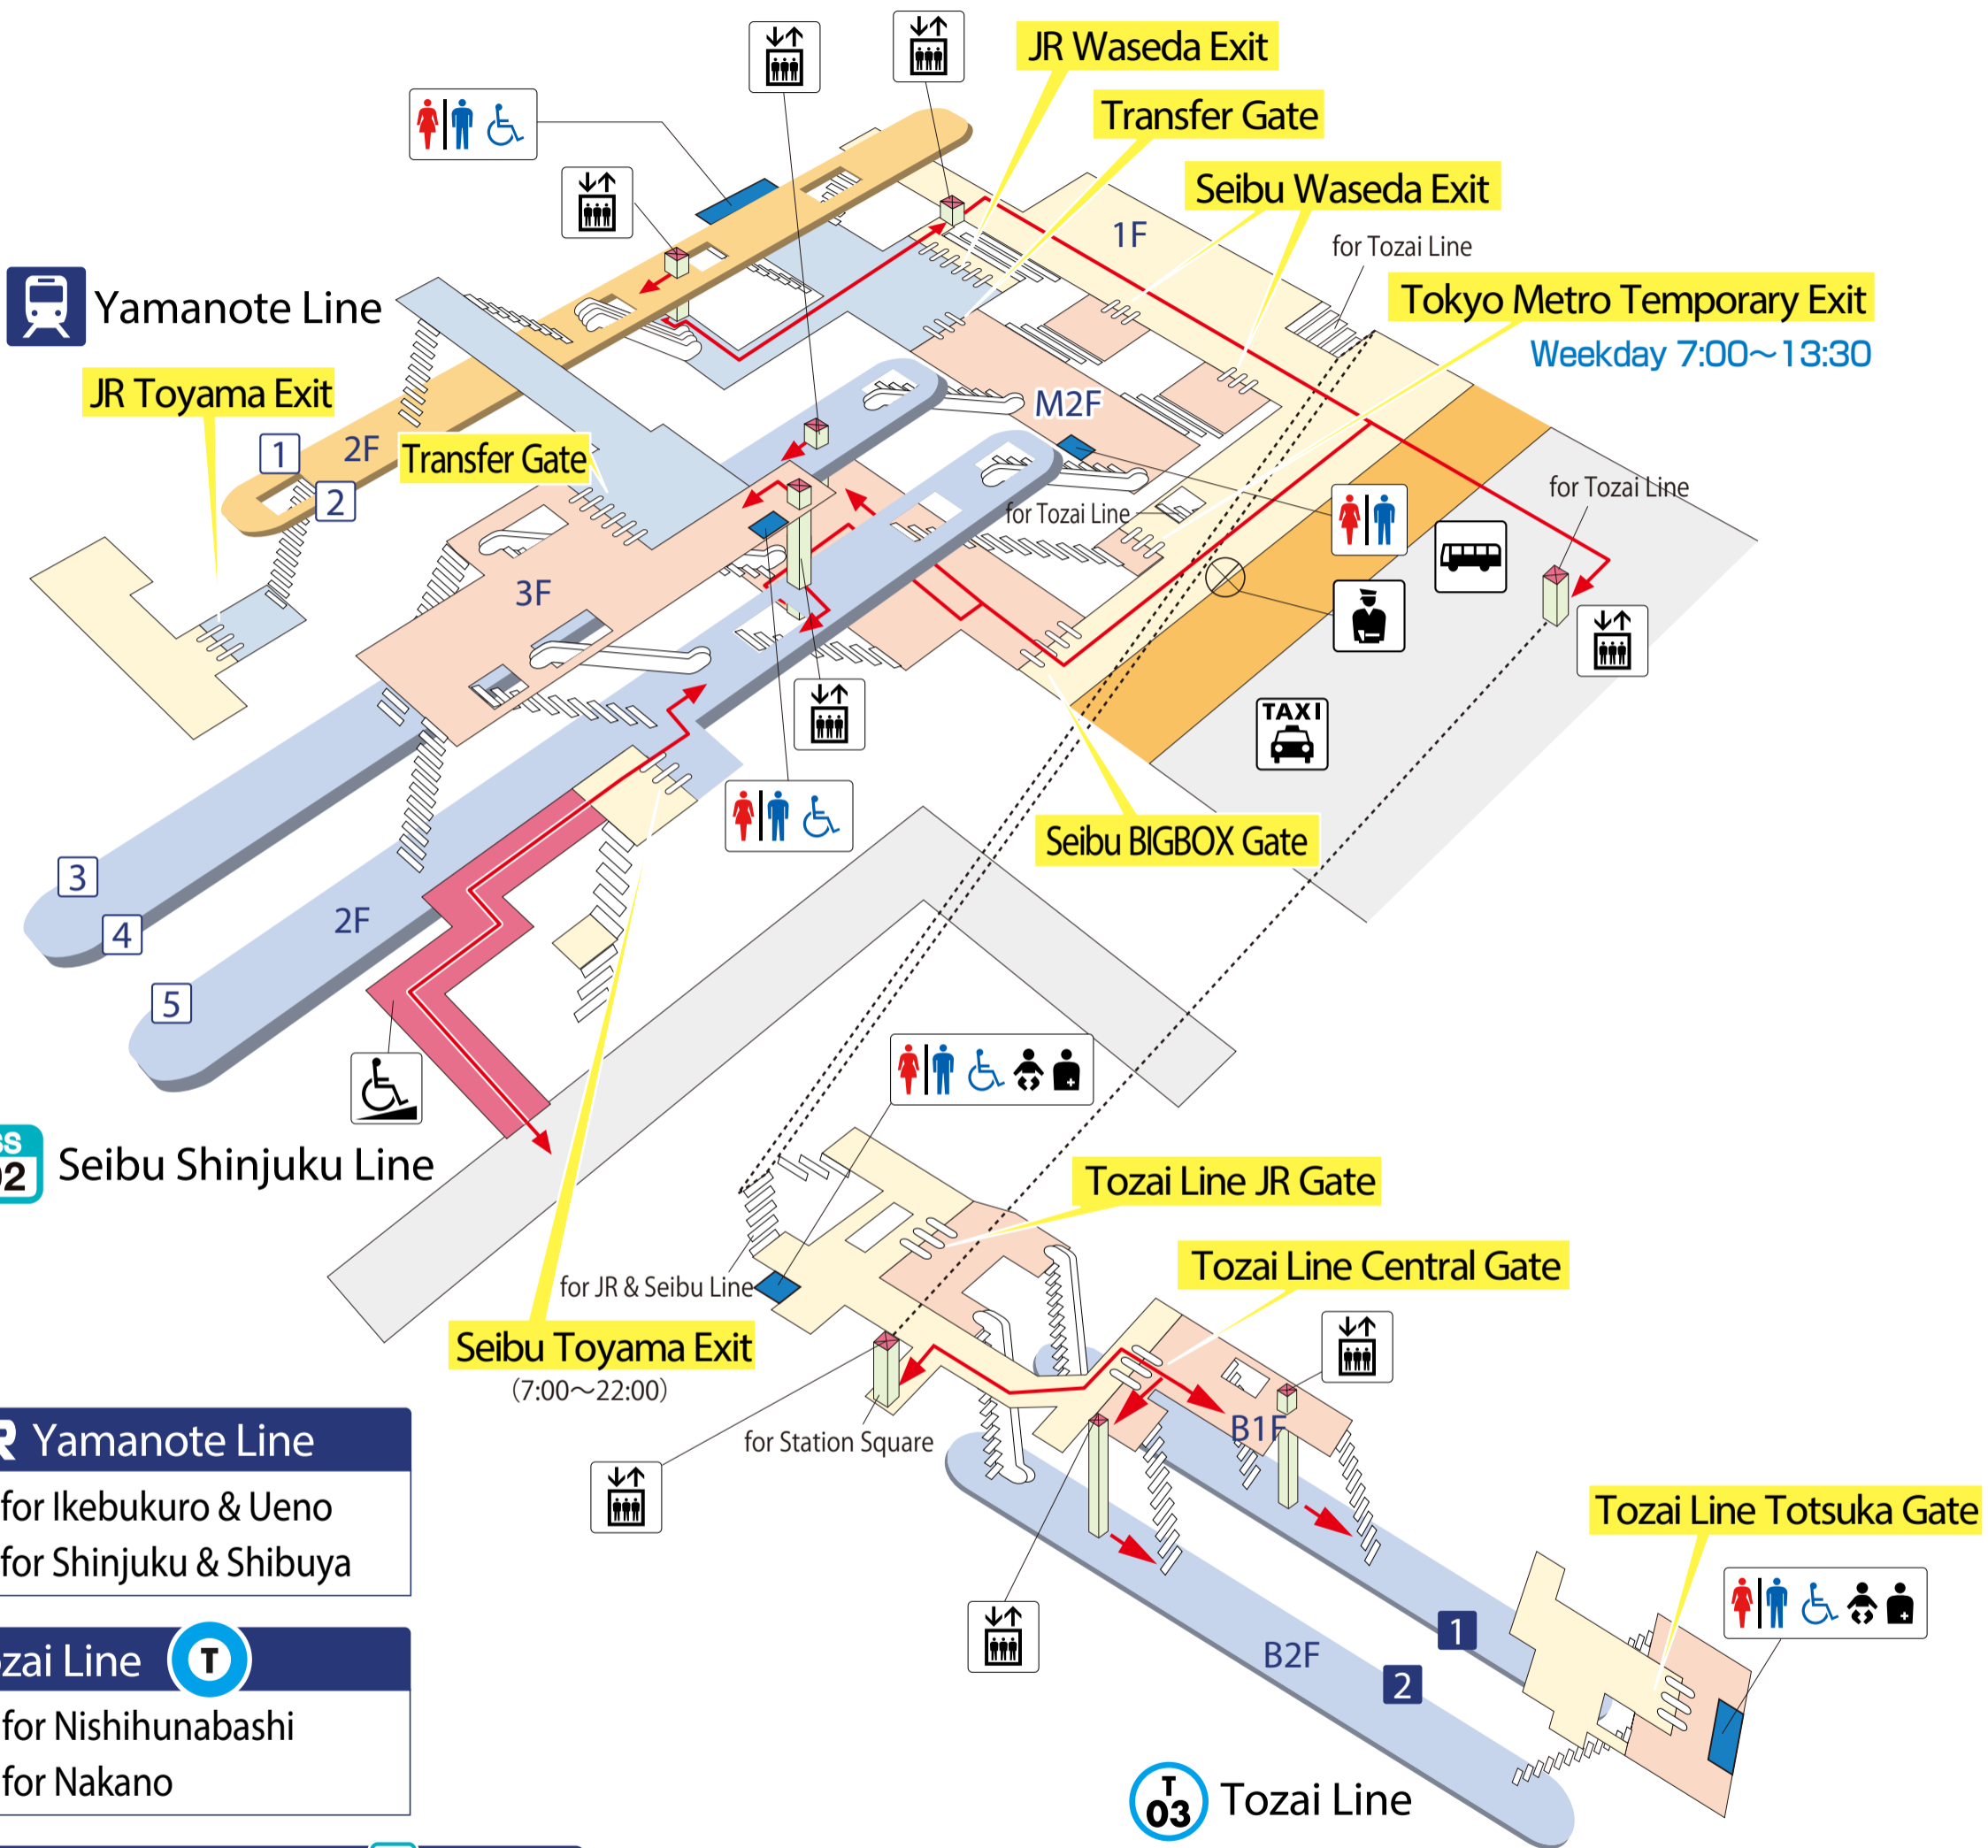 JR Waseda Exit
Transfer Gate
Seibu Waseda Exit
1F
for Tozai Line
Tokyo Metro Temporary Exit
Weekday 7:00～13:30
Yamanote Line
JR Toyama Exit
1
2F
2
Transfer Gate
M2F
for Tozai Line
for Tozai Line
3F
TAXI
Seibu BIGBOX Gate
3
4
2F
5
02
Seibu Shinjuku Line
Tozai Line JR Gate
Tozai Line Central Gate
for JR & Seibu Line
Seibu Toyama Exit
(7:00～22:00)
for Station Square
B1F
Tozai Line Totsuka Gate
1
B2F
2
T
03
Tozai Line
R Yamanote Line
for Ikebukuro & Ueno
for Shinjuku & Shibuya
zai Line T
for Nishihunabashi
for Nakano